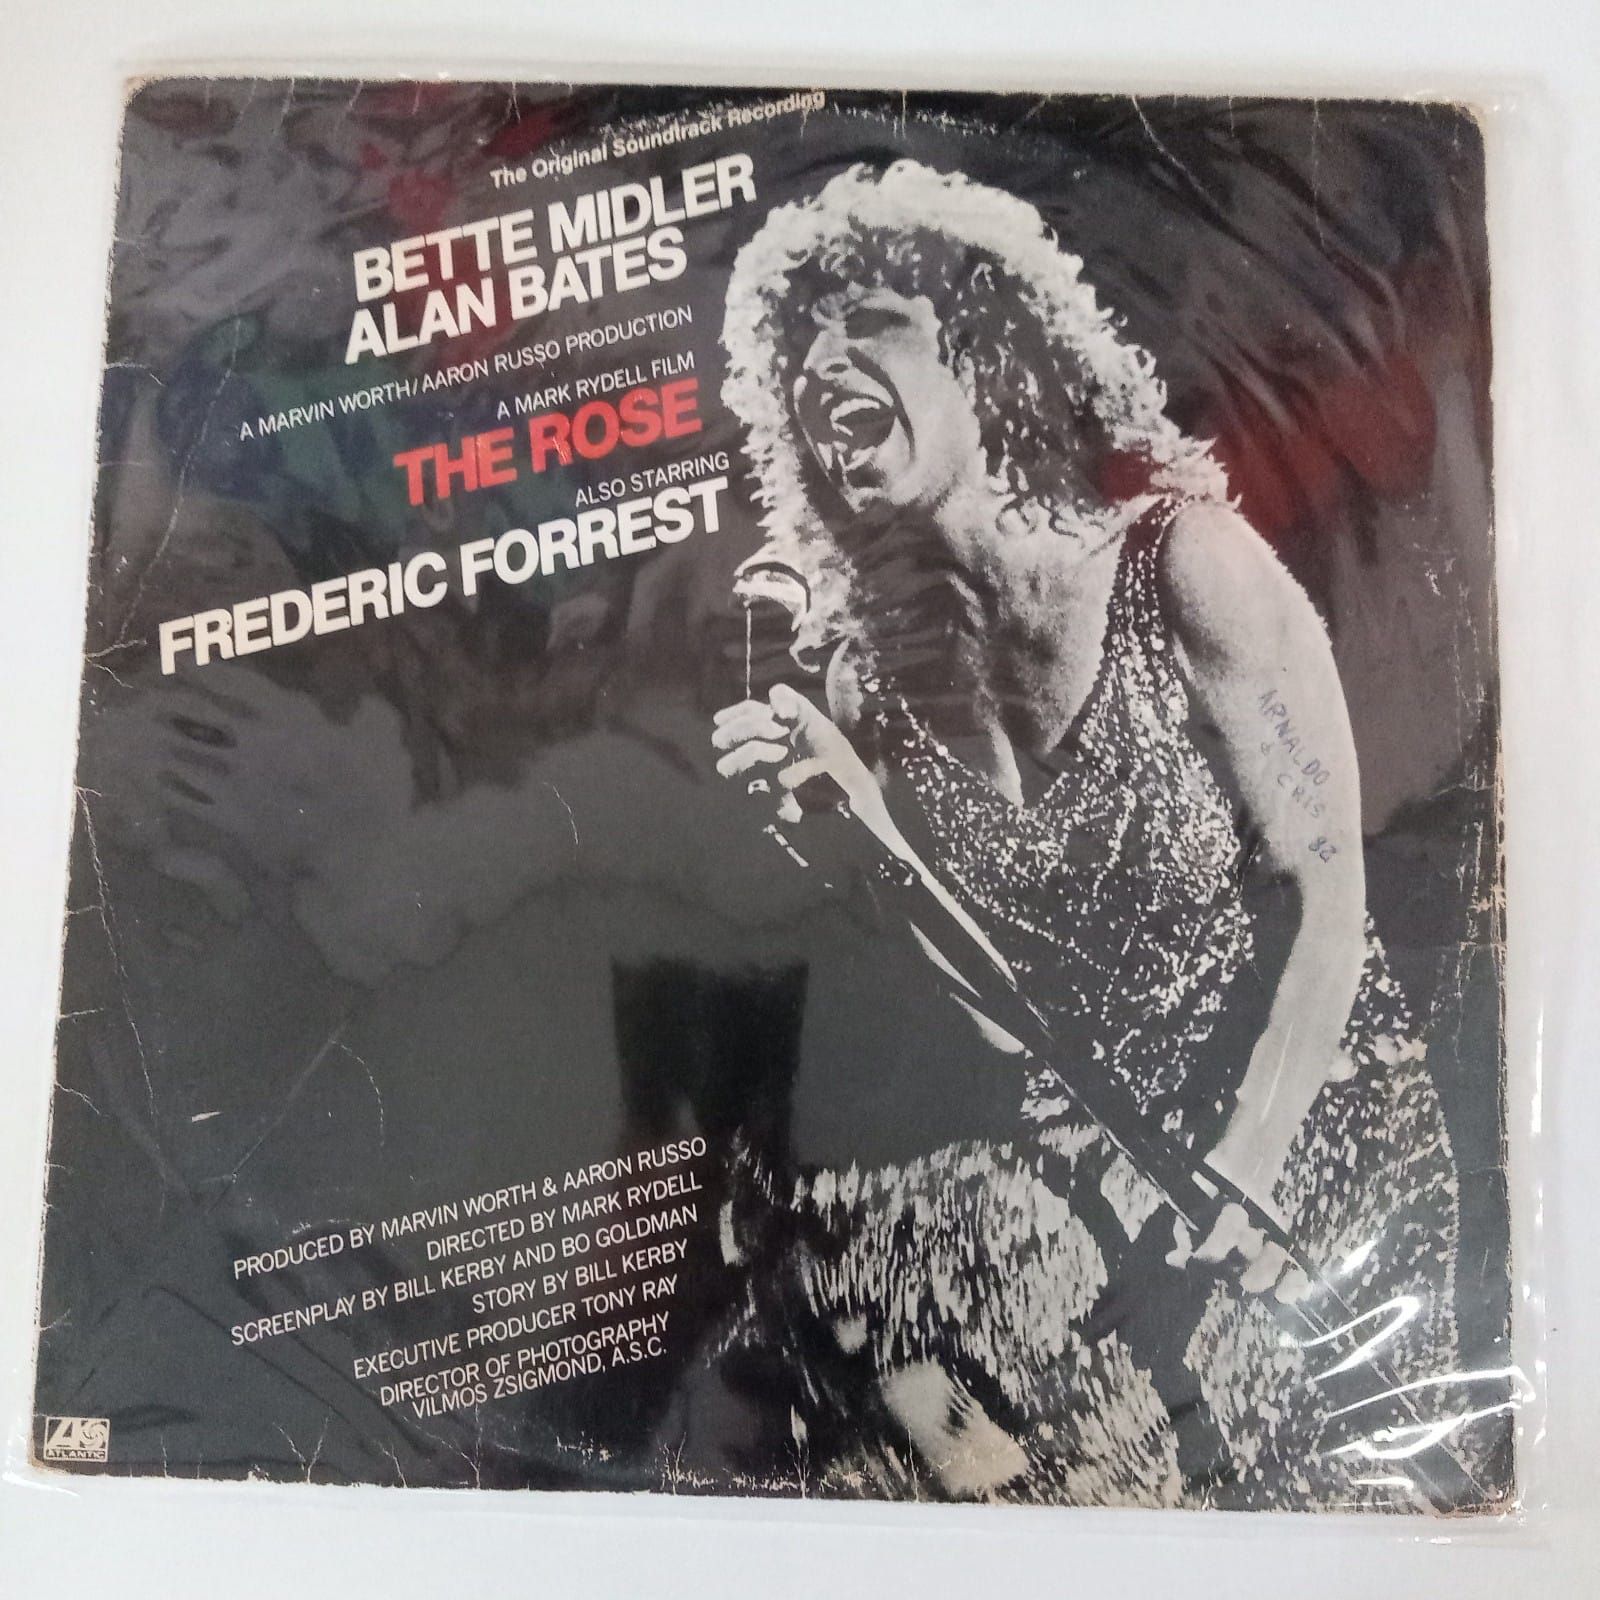 The Original Soundtrack Recording
BETTE MIDLER
ALAN BATES
A MARVIN WORTH/AARON RUSSO PRODUCTION
A MARK RYDELL FILM
THE ROSE
ALSO STARRING
FREDERIC FORREST
ARNALDO
& CRIS 82
PRODUCED BY MARVIN WORTH & AARON RUSSO
DIRECTED BY MARK RYDELL
SCREENPLAY BY BILL KERBY AND BO GOLDMAN
STORY BY BILL KERBY
EXECUTIVE PRODUCER TONY RAY
DIRECTOR OF PHOTOGRAPHY
VILMOS ZSIGMOND, A.S.C.
ATLANTIC